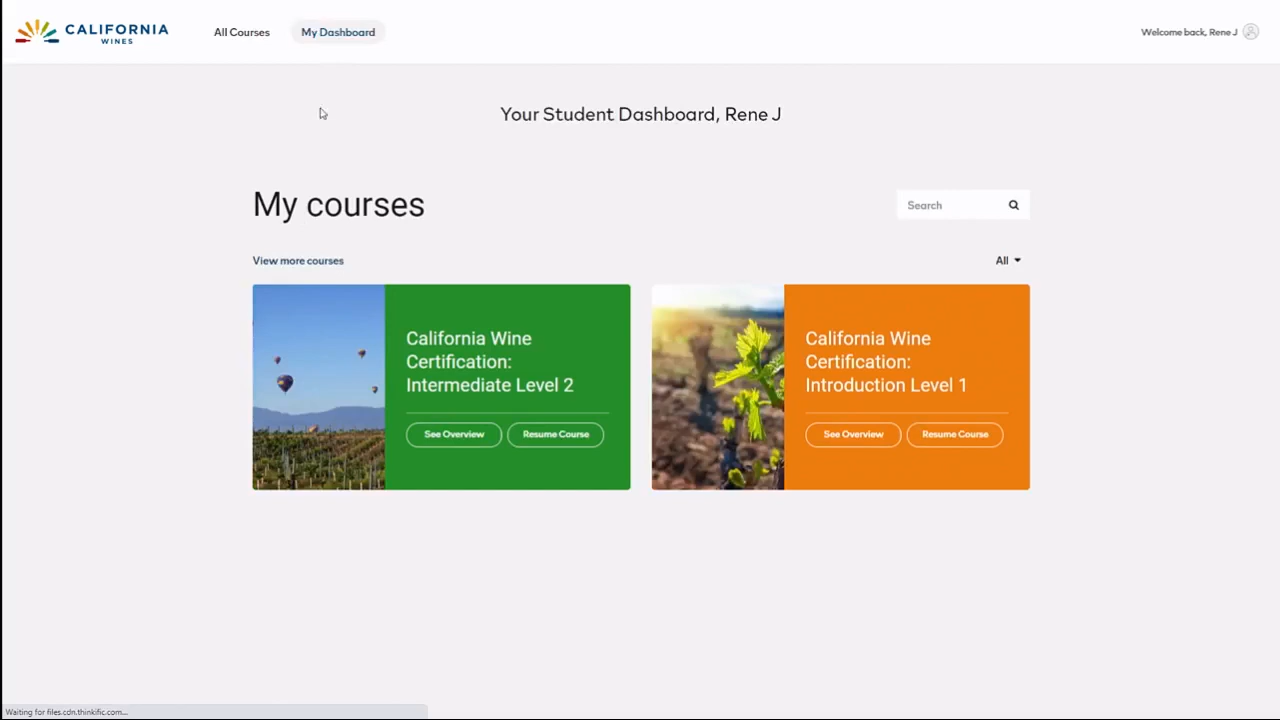 CALIFORNIA
WINES
All Courses
My Dashboard
Welcome back, Rene J
Your Student Dashboard, Rene J
My courses
Search
View more courses
All
California Wine
Certification:
Intermediate Level 2
See Overview
Resume Course
California Wine
Certification:
Introduction Level 1
See Overview
Resume Course
Waiting for files.cdn.thinkific.com...